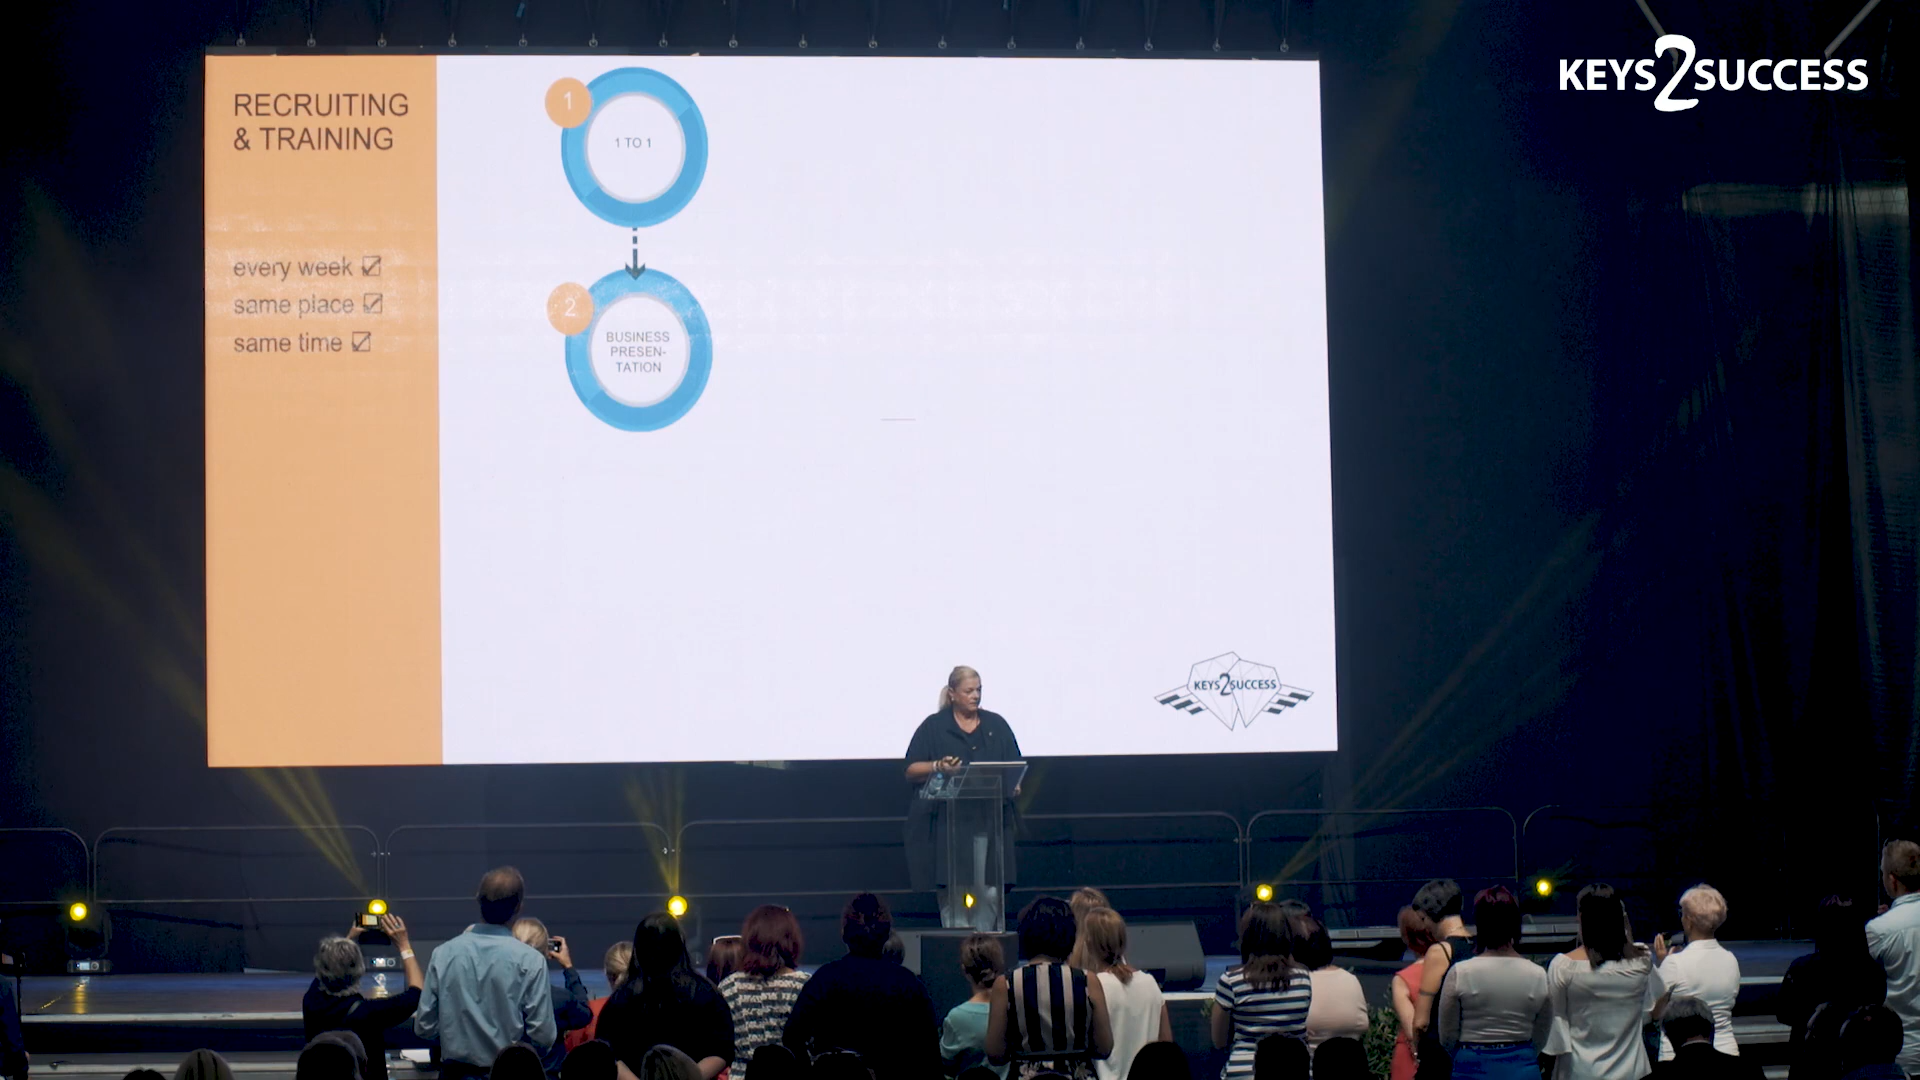 KEYS2SUCCESS
RECRUITING
& TRAINING
every week ☑
same place ☑
same time ☑
1
1 TO 1
2
BUSINESS
PRESEN-
TATION
KEYS2SUCCESS